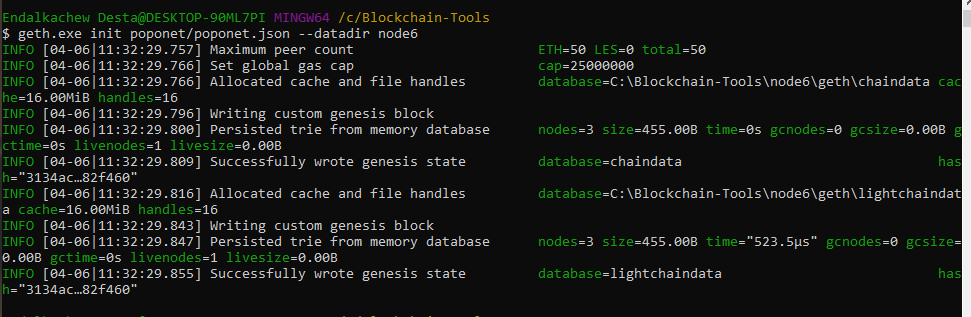 Endalkachew Desta@DESKTOP-90ML7PI MINGW64 /c/Blockchain-Tools
$ geth.exe init poponet/poponet.json --datadir node6
INFO [04-06|11:32:29.757] Maximum peer count ETH=50 LES=0 total=50
INFO [04-06|11:32:29.766] Set global gas cap cap=25000000
INFO [04-06|11:32:29.766] Allocated cache and file handles database=C:\Blockchain-Tools\node6\geth\chaindata cac
he=16.00MiB handles=16
INFO [04-06|11:32:29.796] Writing custom genesis block
INFO [04-06|11:32:29.800] Persisted trie from memory database nodes=3 size=455.00B time=0s gcnodes=0 gcsize=0.00B g
ctime=0s livenodes=1 livesize=0.00B
INFO [04-06|11:32:29.809] Successfully wrote genesis state database=chaindata has
h="3134ac…82f460"
INFO [04-06|11:32:29.816] Allocated cache and file handles database=C:\Blockchain-Tools\node6\geth\lightchaindat
a cache=16.00MiB handles=16
INFO [04-06|11:32:29.843] Writing custom genesis block
INFO [04-06|11:32:29.847] Persisted trie from memory database nodes=3 size=455.00B time="523.5µs" gcnodes=0 gcsize=
0.00B gctime=0s livenodes=1 livesize=0.00B
INFO [04-06|11:32:29.855] Successfully wrote genesis state database=lightchaindata has
h="3134ac…82f460"